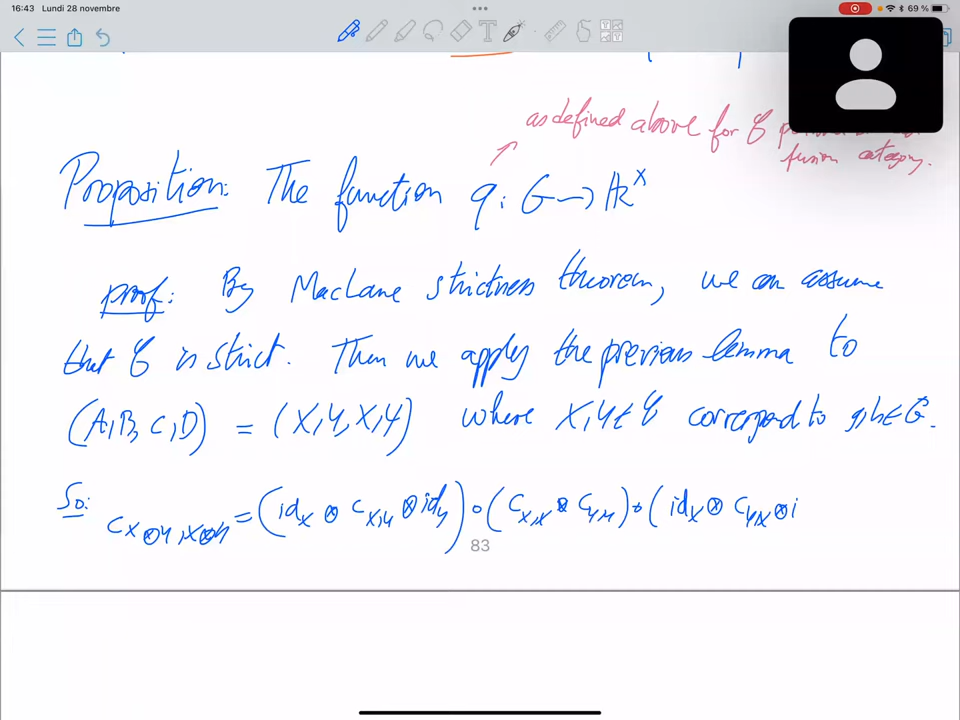 16:43 Lundi 28 novembre
69 %
as defined above for 𝒞
fusion category.
Proposition: The function q: G → k^x
proof: By MacLane strictness theorem, we can assume
that 𝒞 is strict. Then we apply the previous lemma to
(A, B, C, D) = (X, Y, X, Y) where X, Y ∈ 𝒞 correspond to g, h ∈ G.
So: c_{X⊗Y, X⊗Y} = (id_X ⊗ c_{X,Y} ⊗ id_Y) ∘ (c_{X,X} ⊗ c_{Y,Y}) ∘ (id_X ⊗ c_{Y,X} ⊗ i
83